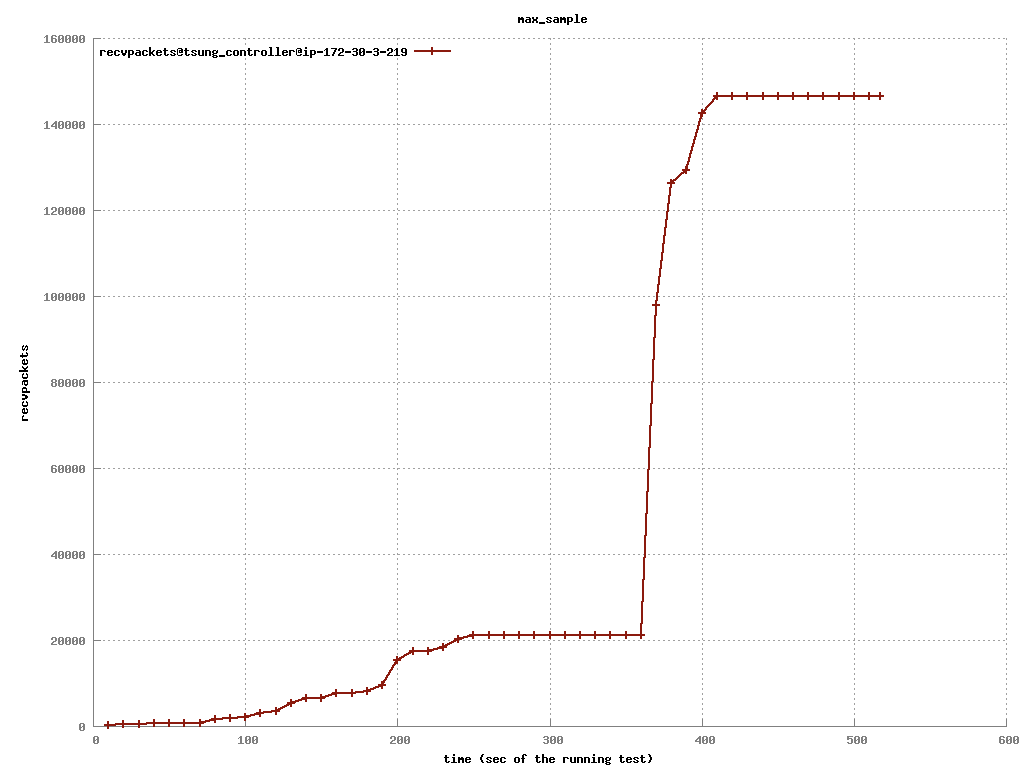 max_sample
recvpackets@tsung_controller@ip-172-30-3-219
160000
140000
120000
100000
80000
60000
40000
20000
0
recvpackets
0 100 200 300 400 500 600
time (sec of the running test)